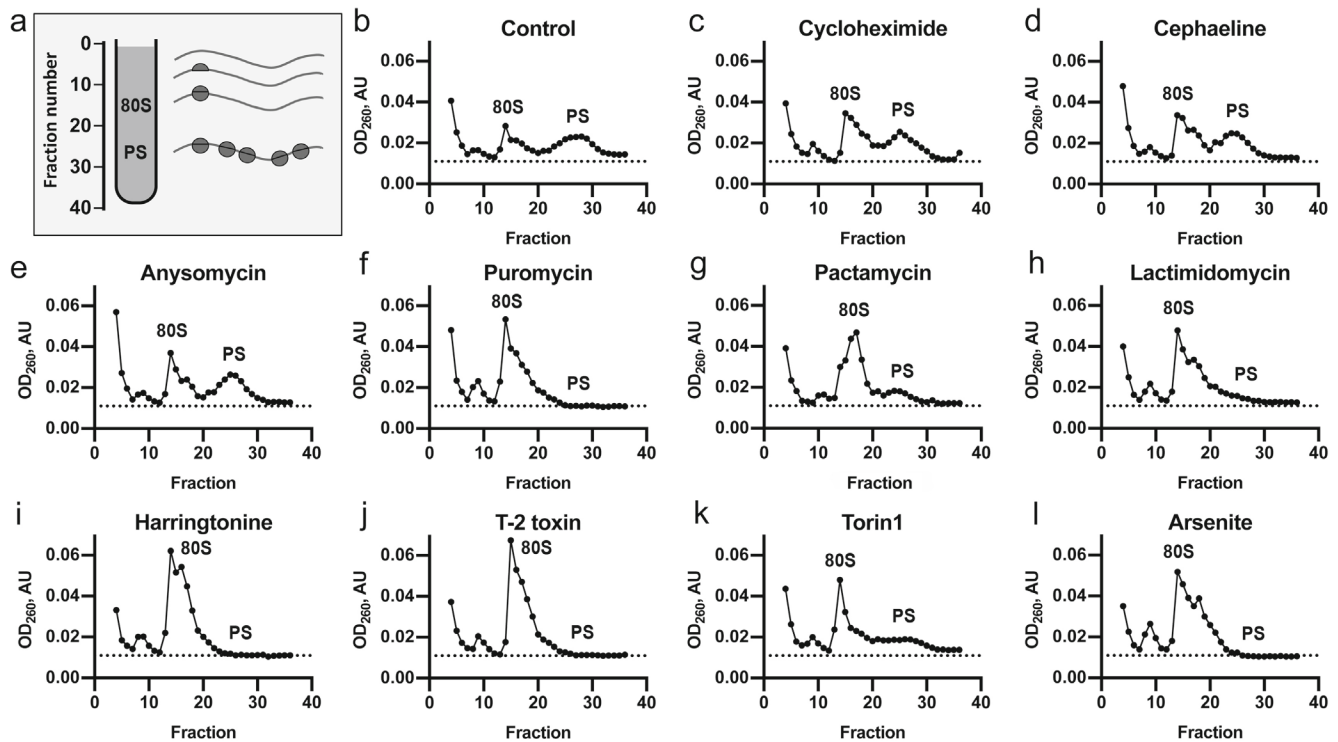 a
Fraction number
0
10
20
30
40
80S
PS
b
Control
OD260, AU
0.06
0.04
0.02
0.00
80S
PS
0 10 20 30 40
Fraction
c
Cycloheximide
OD260, AU
0.06
0.04
0.02
0.00
80S
PS
0 10 20 30 40
Fraction
d
Cephaeline
OD260, AU
0.06
0.04
0.02
0.00
80S
PS
0 10 20 30 40
Fraction
e
Anysomycin
OD260, AU
0.06
0.04
0.02
0.00
80S
PS
0 10 20 30 40
Fraction
f
Puromycin
OD260, AU
0.06
0.04
0.02
0.00
80S
PS
0 10 20 30 40
Fraction
g
Pactamycin
OD260, AU
0.06
0.04
0.02
0.00
80S
PS
0 10 20 30 40
Fraction
h
Lactimidomycin
OD260, AU
0.06
0.04
0.02
0.00
80S
PS
0 10 20 30 40
Fraction
i
Harringtonine
OD260, AU
0.06
0.04
0.02
0.00
80S
PS
0 10 20 30 40
Fraction
j
T-2 toxin
OD260, AU
0.06
0.04
0.02
0.00
80S
PS
0 10 20 30 40
Fraction
k
Torin1
OD260, AU
0.06
0.04
0.02
0.00
80S
PS
0 10 20 30 40
Fraction
l
Arsenite
OD260, AU
0.06
0.04
0.02
0.00
80S
PS
0 10 20 30 40
Fraction